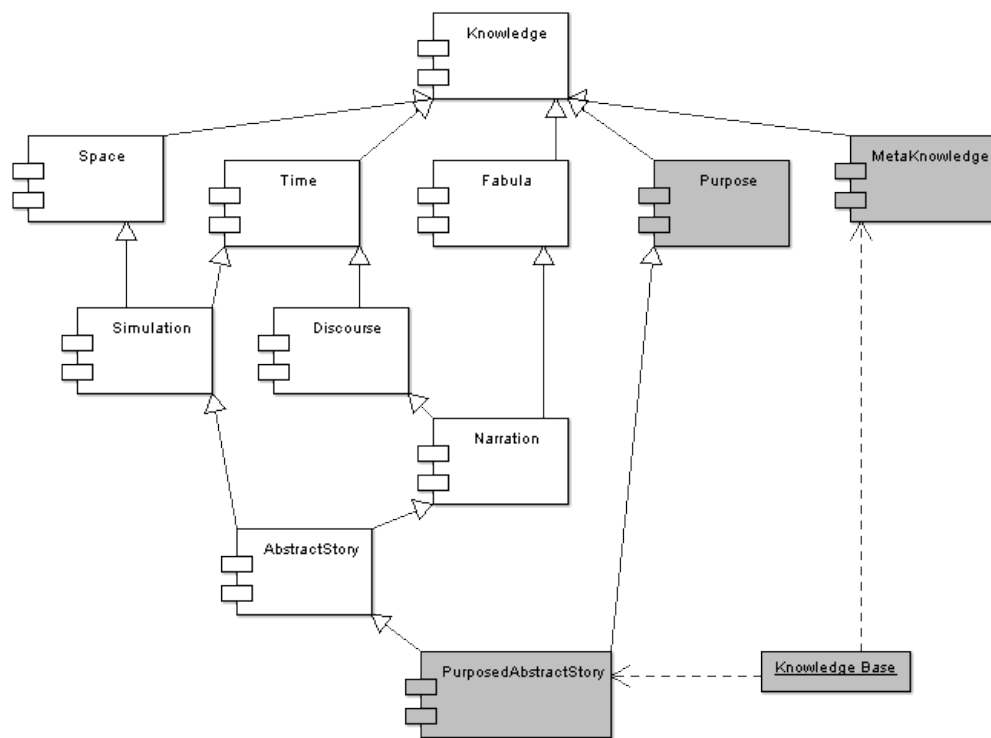 Knowledge
Space
Time
Fabula
Purpose
MetaKnowledge
Simulation
Discourse
Narration
AbstractStory
PurposedAbstractStory
Knowledge Base